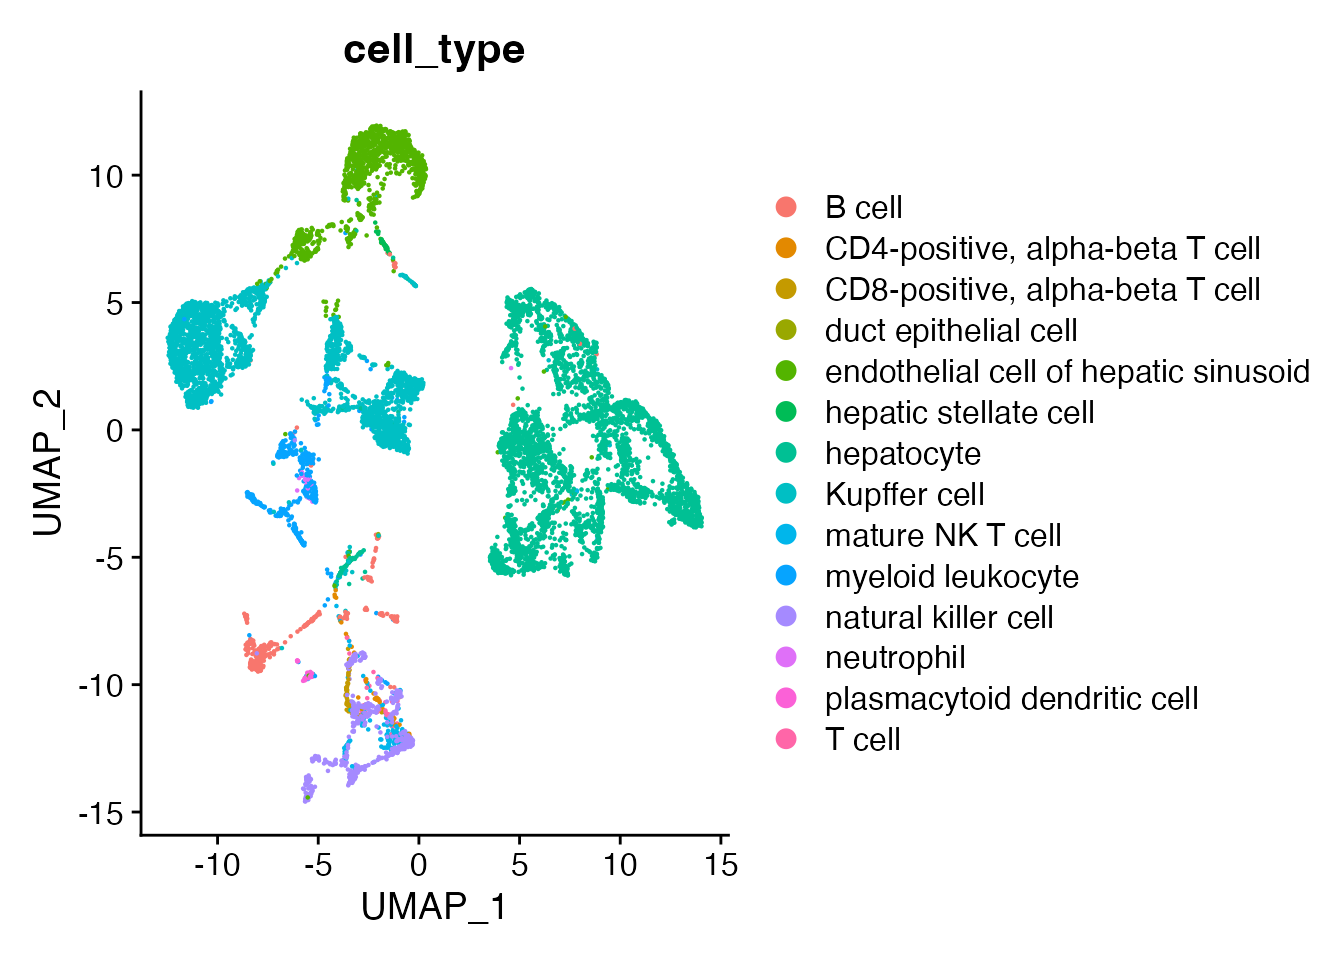 cell_type
10
5
0
-5
-10
-15
UMAP_2
-10 -5 0 5 10 15
UMAP_1
B cell
CD4-positive, alpha-beta T cell
CD8-positive, alpha-beta T cell
duct epithelial cell
endothelial cell of hepatic sinusoid
hepatic stellate cell
hepatocyte
Kupffer cell
mature NK T cell
myeloid leukocyte
natural killer cell
neutrophil
plasmacytoid dendritic cell
T cell